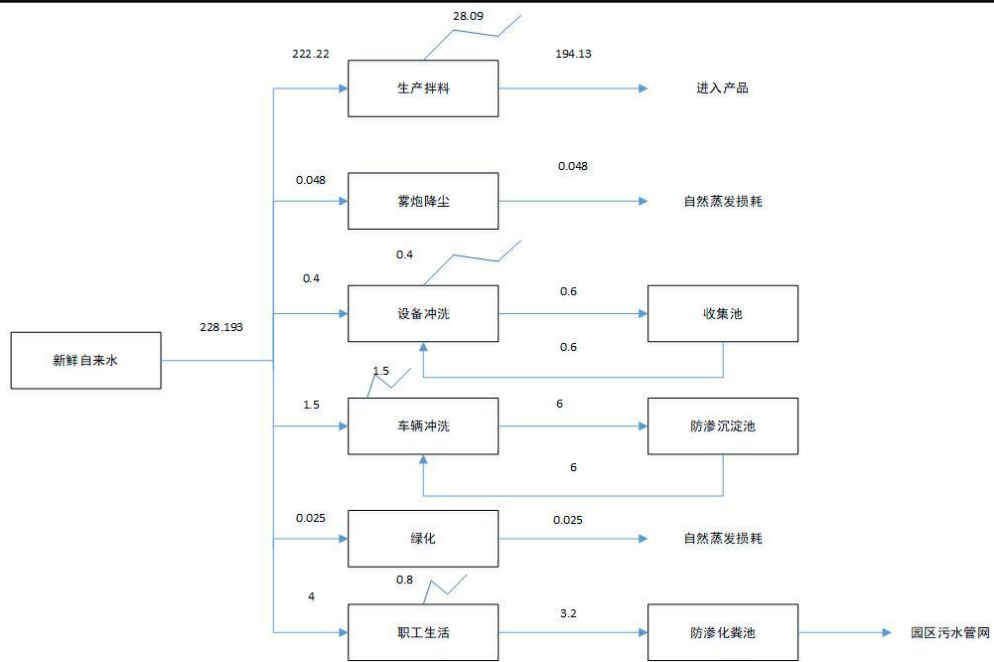 28.09
222.22
194.13
生产拌料
进入产品
0.048
0.048
雾炮降尘
自然蒸发损耗
0.4
0.4
0.6
设备冲洗
收集池
228.193
0.6
新鲜自来水
1.5
1.5
6
车辆冲洗
防渗沉淀池
6
0.025
0.025
绿化
自然蒸发损耗
0.8
4
3.2
职工生活
防渗化粪池
园区污水管网